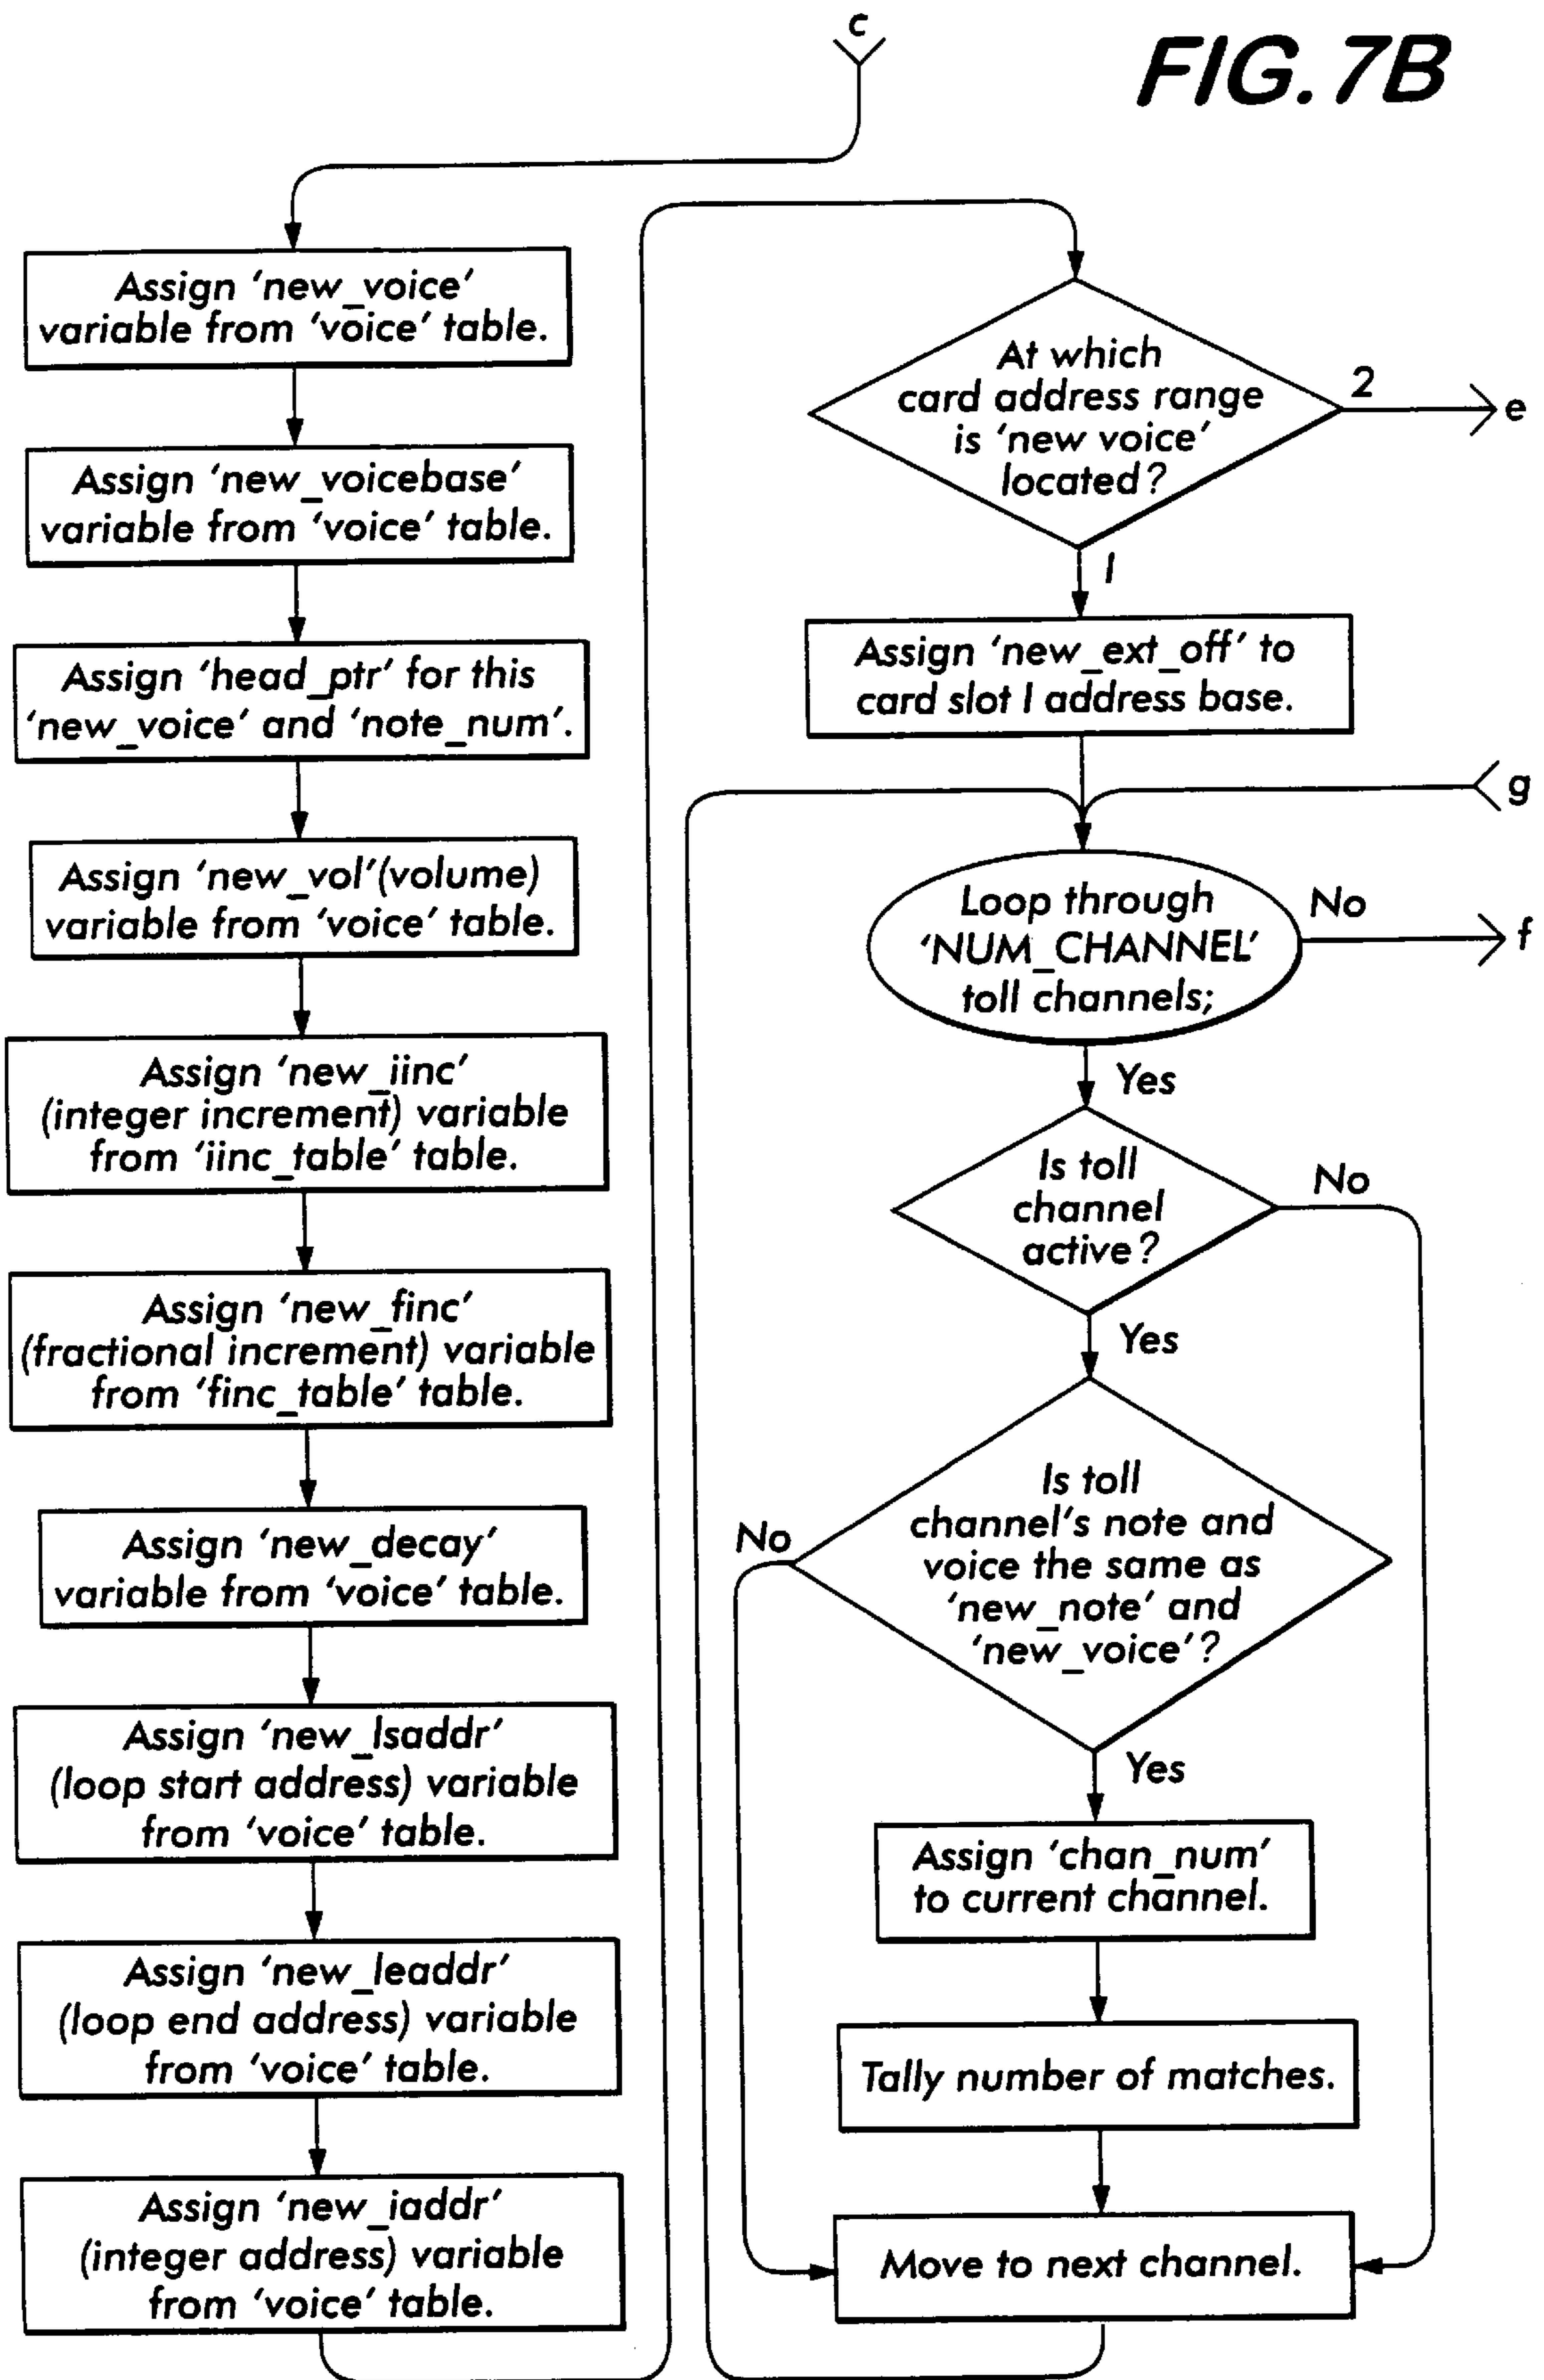 c
FIG. 7B
Assign 'new_voice'
variable from 'voice' table.
Assign 'new_voicebase'
variable from 'voice' table.
Assign 'head_ptr' for this
'new_voice' and 'note_num'.
Assign 'new_vol'(volume)
variable from 'voice' table.
Assign 'new_iinc'
(integer increment) variable
from 'iinc_table' table.
Assign 'new_finc'
(fractional increment) variable
from 'finc_table' table.
Assign 'new_decay'
variable from 'voice' table.
Assign 'new_lsaddr'
(loop start address) variable
from 'voice' table.
Assign 'new_leaddr'
(loop end address) variable
from 'voice' table.
Assign 'new_iaddr'
(integer address) variable
from 'voice' table.
At which
card address range
is 'new voice'
located?
2
e
1
Assign 'new_ext_off' to
card slot 1 address base.
g
Loop through
'NUM_CHANNEL'
toll channels;
No
f
Yes
Is toll
channel
active?
No
Yes
Is toll
channel's note and
voice the same as
'new_note' and
'new_voice'?
No
Yes
Assign 'chan_num'
to current channel.
Tally number of matches.
Move to next channel.